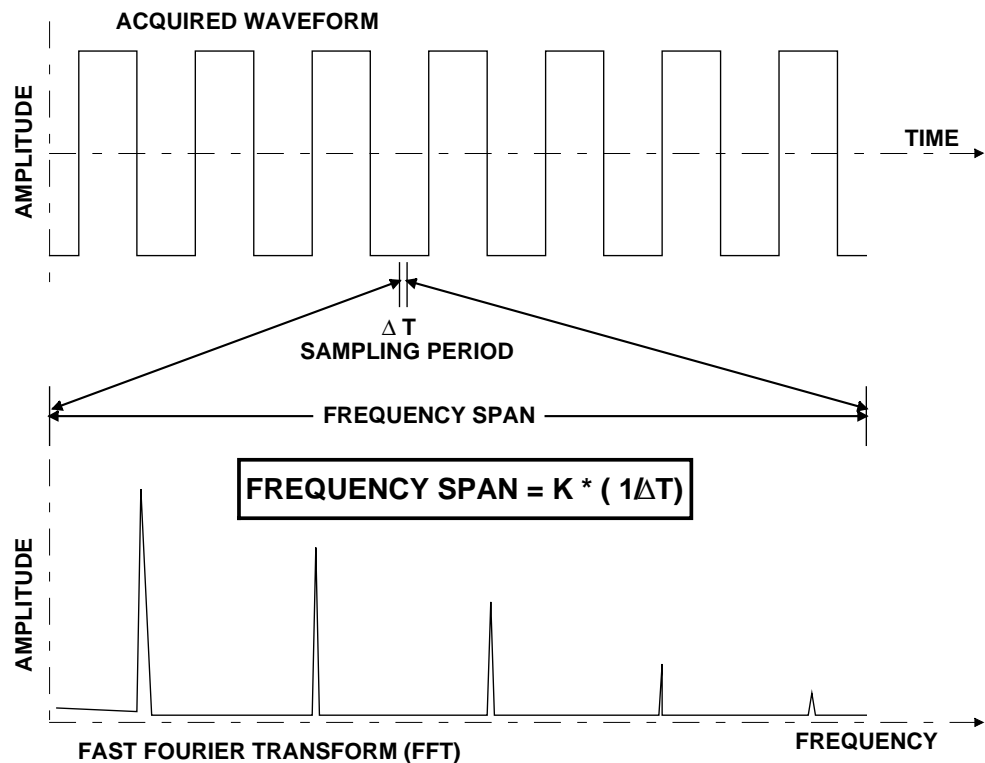 ACQUIRED WAVEFORM
AMPLITUDE
TIME
Δ T
SAMPLING PERIOD
FREQUENCY SPAN
FREQUENCY SPAN = K * ( 1/ΔT)
AMPLITUDE
FREQUENCY
FAST FOURIER TRANSFORM (FFT)